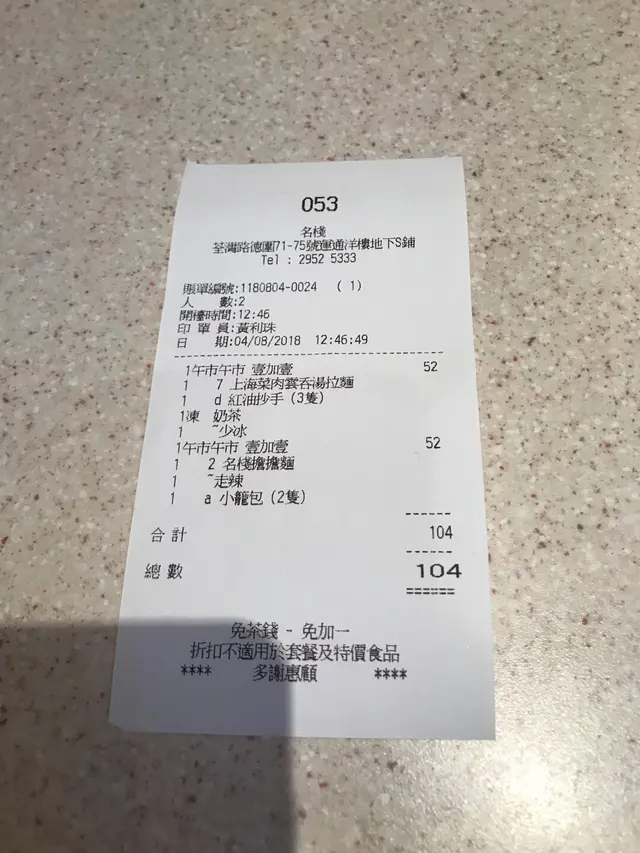 053
名棧
荃灣路德圍71-75號運通洋樓地下S鋪
Tel : 2952 5333
賬單編號:1180804-0024 ( 1)
人 數:2
開檯時間:12:46
印 單 員:黃利珠
日 期:04/08/2018 12:46:49
1午市午市 壹加壹 52
1 7 上海菜肉雲呑湯拉麵
1 d 紅油抄手 (3隻)
1凍 奶茶
1 ~少冰
1午市午市 壹加壹 52
1 2 名棧擔擔麵
1 ~走辣
1 a 小籠包 (2隻)
合 計 104
總 數 104
免茶錢 - 免加一
折扣不適用於套餐及特價食品
**** 多謝惠顧 ****